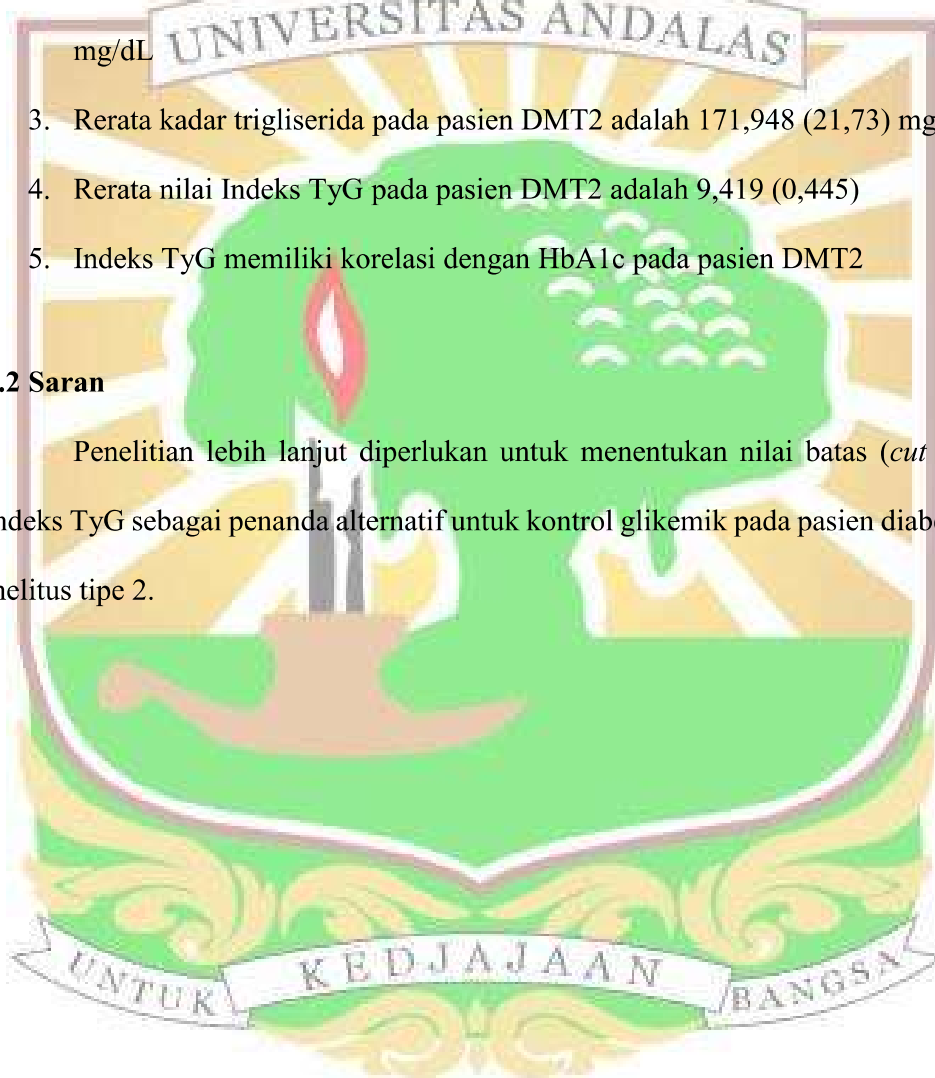 UNIVERSITAS ANDALAS
mg/dL
3. Rerata kadar trigliserida pada pasien DMT2 adalah 171,948 (21,73) mg
4. Rerata nilai Indeks TyG pada pasien DMT2 adalah 9,419 (0,445)
5. Indeks TyG memiliki korelasi dengan HbA1c pada pasien DMT2
.2 Saran
Penelitian lebih lanjut diperlukan untuk menentukan nilai batas (cut
ndeks TyG sebagai penanda alternatif untuk kontrol glikemik pada pasien diab
nelitus tipe 2.
UNTUK KEDJAJAAN BANGSA